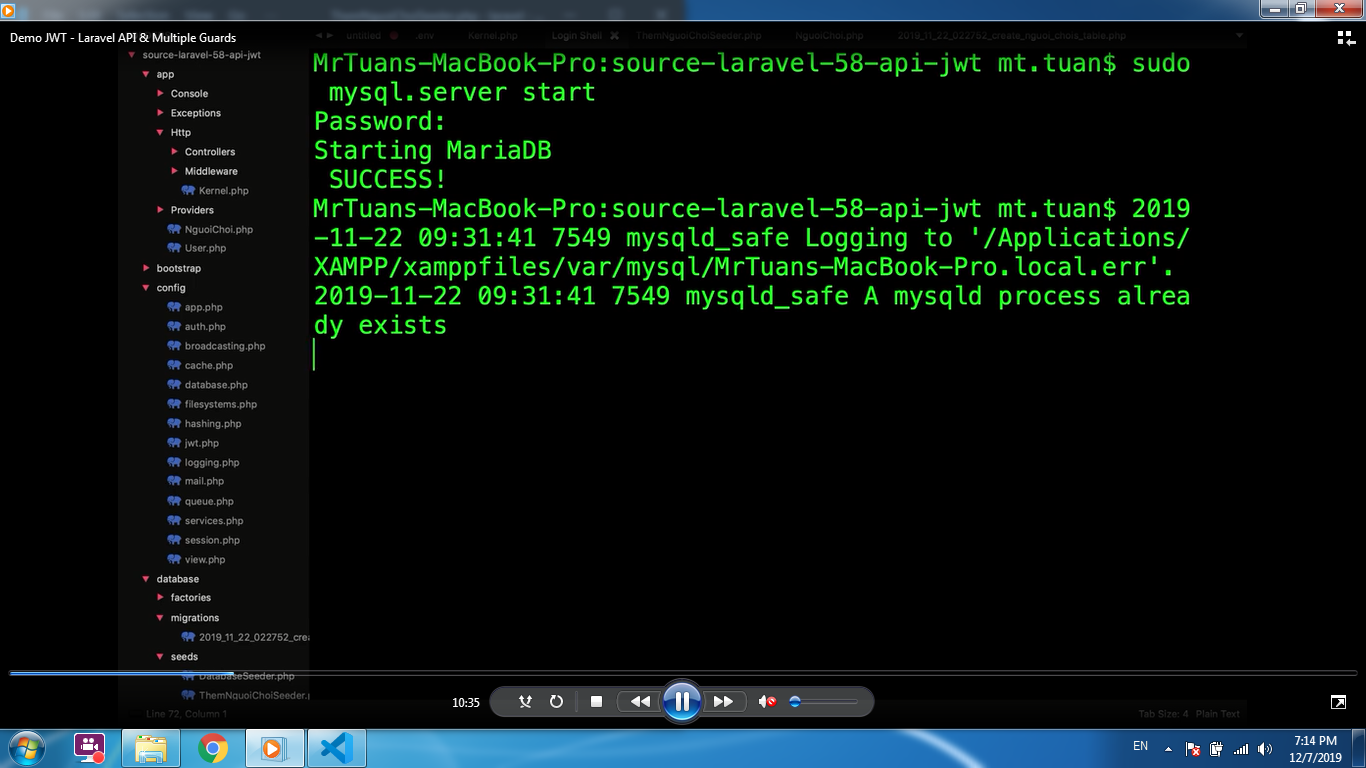 Demo JWT - Laravel API & Multiple Guards
untitled .env Kernel.php Login Shell ThemNguoiChoiSeeder.php NguoiChoi.php 2019_11_22_022752_create_nguoi_chois_table.php
source-laravel-58-api-jwt
app
Console
Exceptions
Http
Controllers
Middleware
Kernel.php
Providers
NguoiChoi.php
User.php
bootstrap
config
app.php
auth.php
broadcasting.php
cache.php
database.php
filesystems.php
hashing.php
jwt.php
logging.php
mail.php
queue.php
services.php
session.php
view.php
database
factories
migrations
2019_11_22_022752_crea
seeds
DatabaseSeeder.php
ThemNguoiChoiSeeder.p
MrTuans-MacBook-Pro:source-laravel-58-api-jwt mt.tuan$ sudo
mysql.server start
Password:
Starting MariaDB
SUCCESS!
MrTuans-MacBook-Pro:source-laravel-58-api-jwt mt.tuan$ 2019
-11-22 09:31:41 7549 mysqld_safe Logging to '/Applications/
XAMPP/xamppfiles/var/mysql/MrTuans-MacBook-Pro.local.err'.
2019-11-22 09:31:41 7549 mysqld_safe A mysqld process alrea
dy exists
10:35
Line 72, Column 1
Tab Size: 4 Plain Text
EN
7:14 PM
12/7/2019